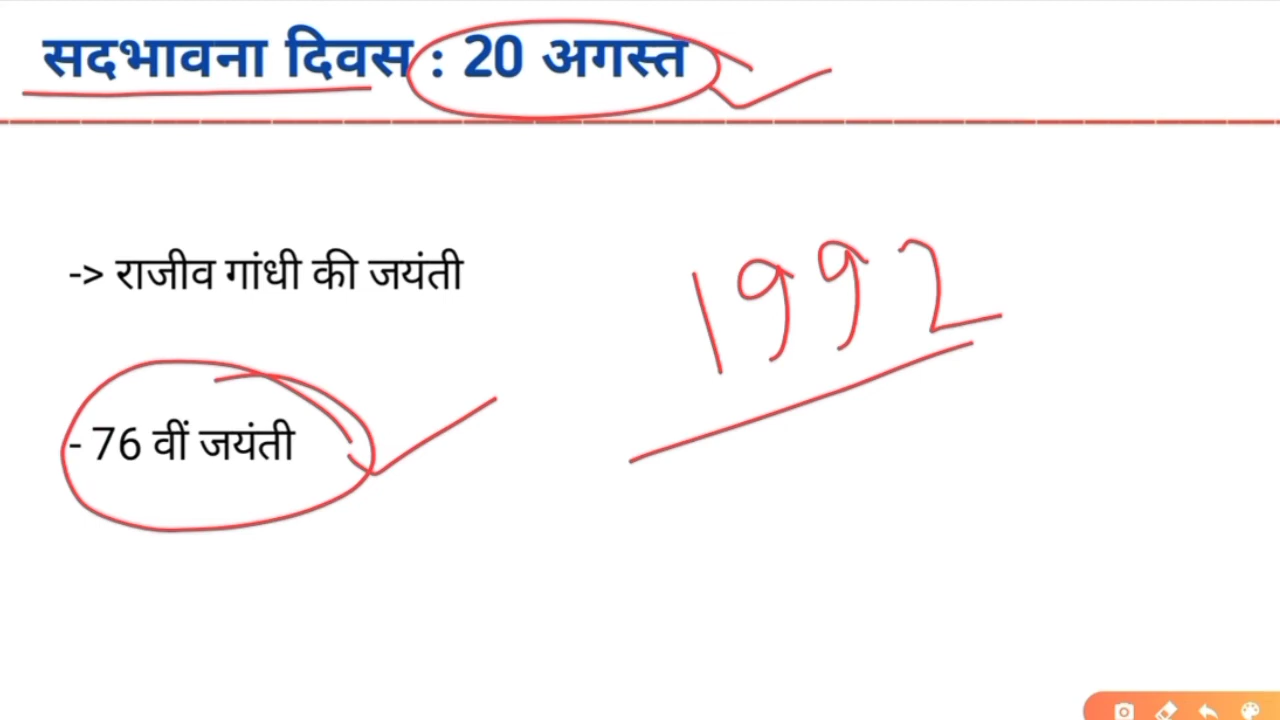 सदभावना दिवस : 20 अगस्त
-> राजीव गांधी की जयंती
1992
- 76 वीं जयंती